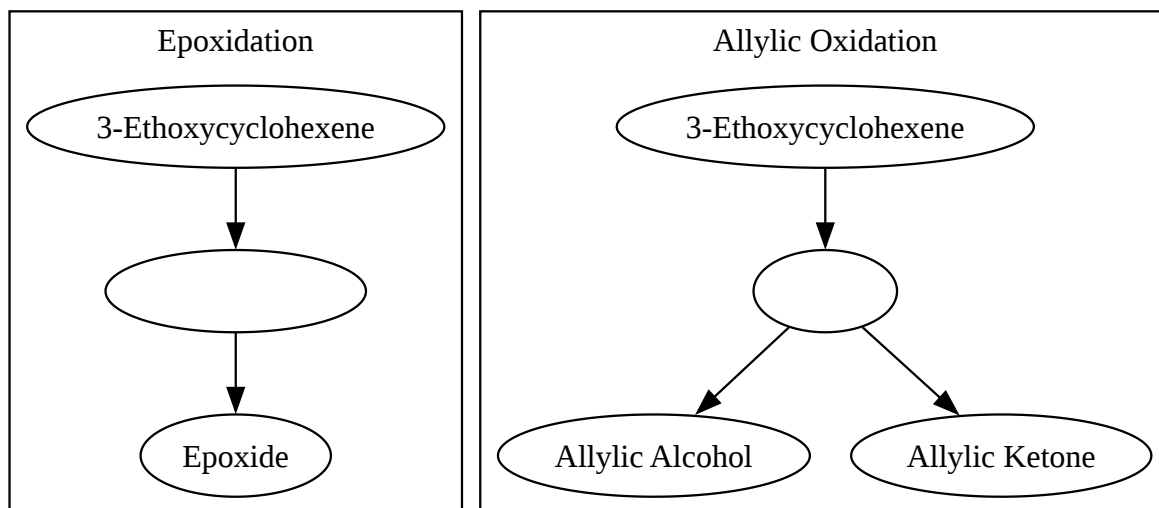 Epoxidation
3-Ethoxycyclohexene
Epoxide
Allylic Oxidation
3-Ethoxycyclohexene
Allylic Alcohol
Allylic Ketone